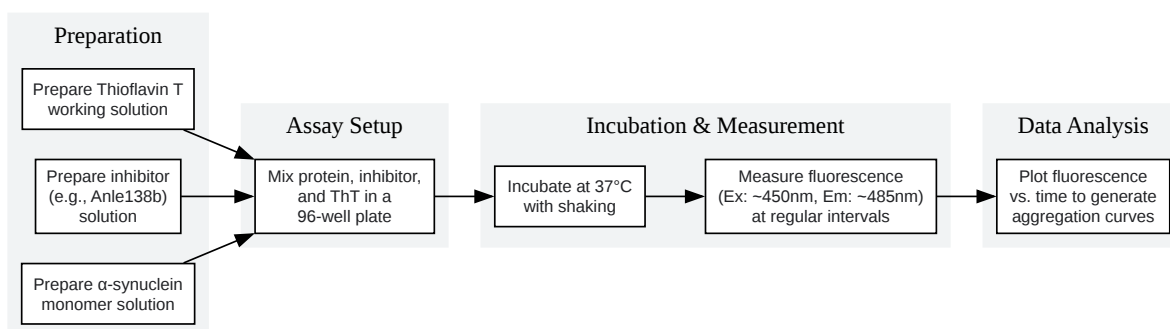 Preparation
Prepare Thioflavin T
working solution
Prepare inhibitor
(e.g., Anle138b)
solution
Prepare α-synuclein
monomer solution
Assay Setup
Mix protein, inhibitor,
and ThT in a
96-well plate
Incubation & Measurement
Incubate at 37°C
with shaking
Measure fluorescence
(Ex: ~450nm, Em: ~485nm)
at regular intervals
Data Analysis
Plot fluorescence
vs. time to generate
aggregation curves